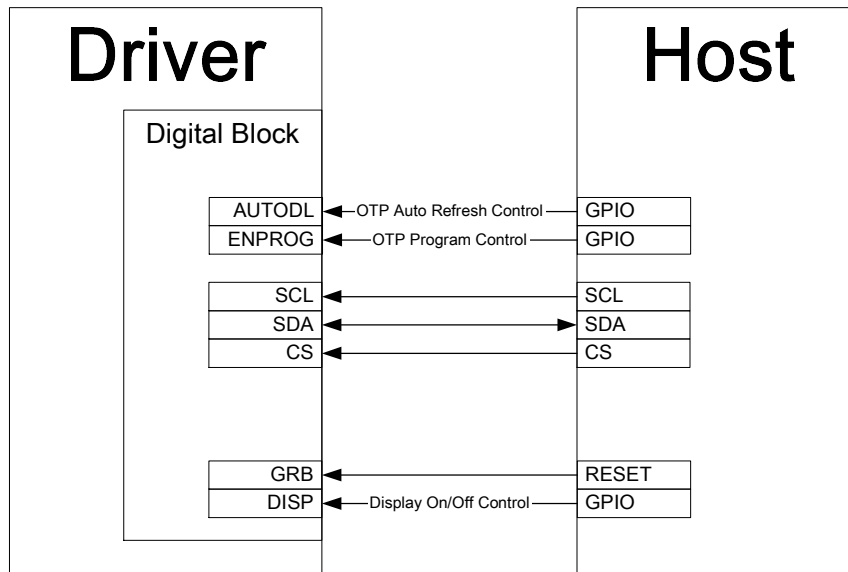 Driver Host
Digital Block
AUTODL OTP Auto Refresh Control GPIO
ENPROG OTP Program Control GPIO
SCL SCL
SDA SDA
CS CS
GRB RESET
DISP Display On/Off Control GPIO